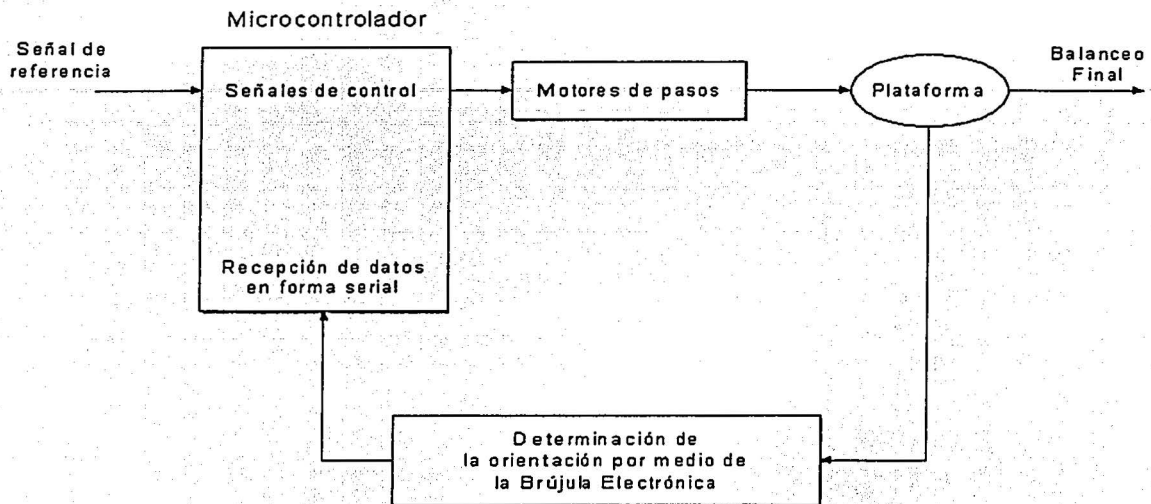 Microcontrolador
Señal de
referencia
Señales de control
Motores de pasos
Plataforma
Balanceo
Final
Recepción de datos
en forma serial
Determinación de
la orientación por medio de
la Brújula Electrónica